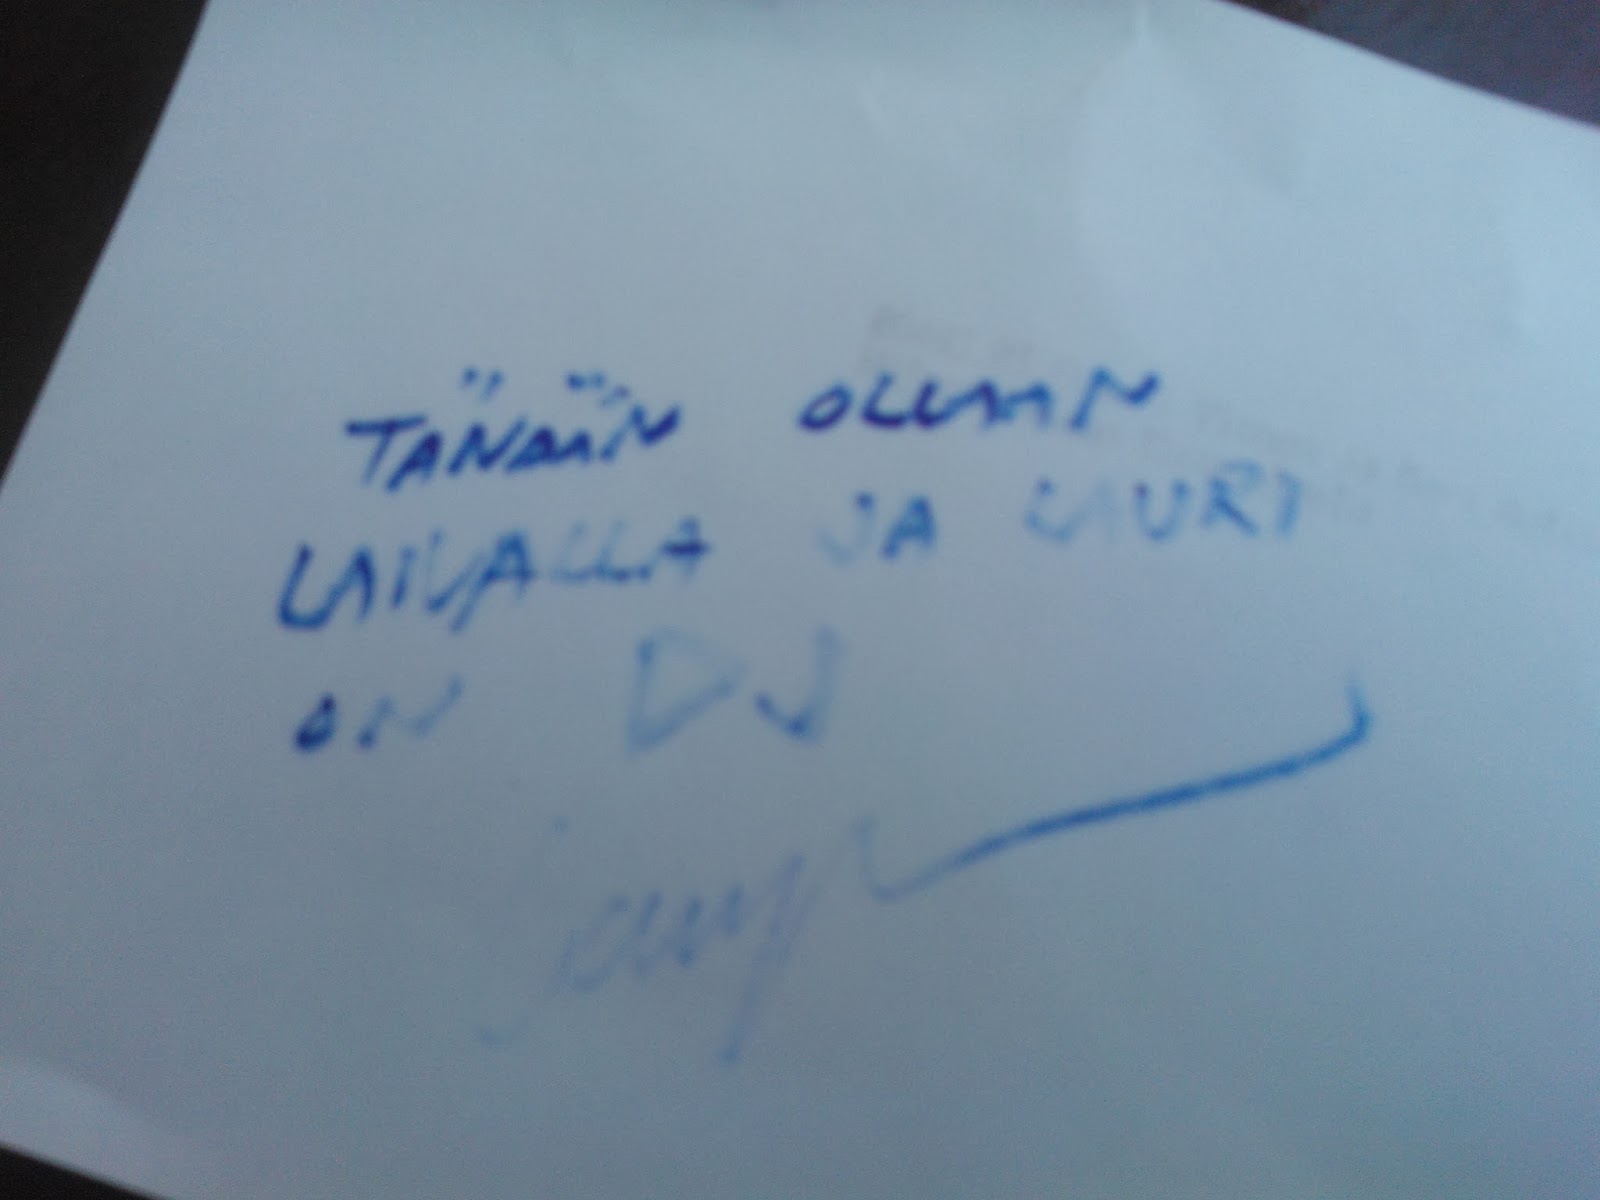 TÄNÄÄN OLLAAN
LAIVALLA JA LAURI
ON DJ